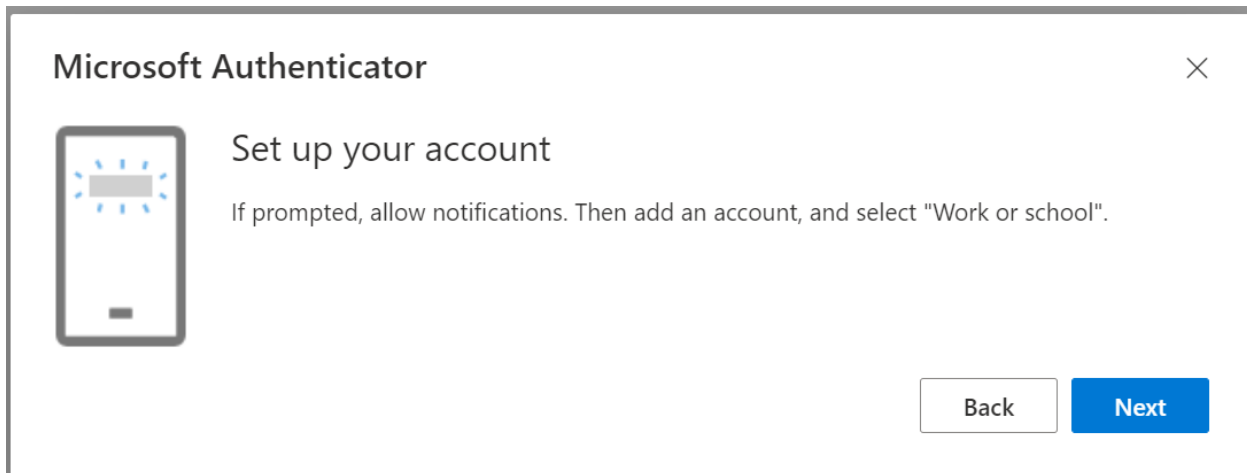 Microsoft Authenticator
Set up your account
If prompted, allow notifications. Then add an account, and select "Work or school".
Back
Next